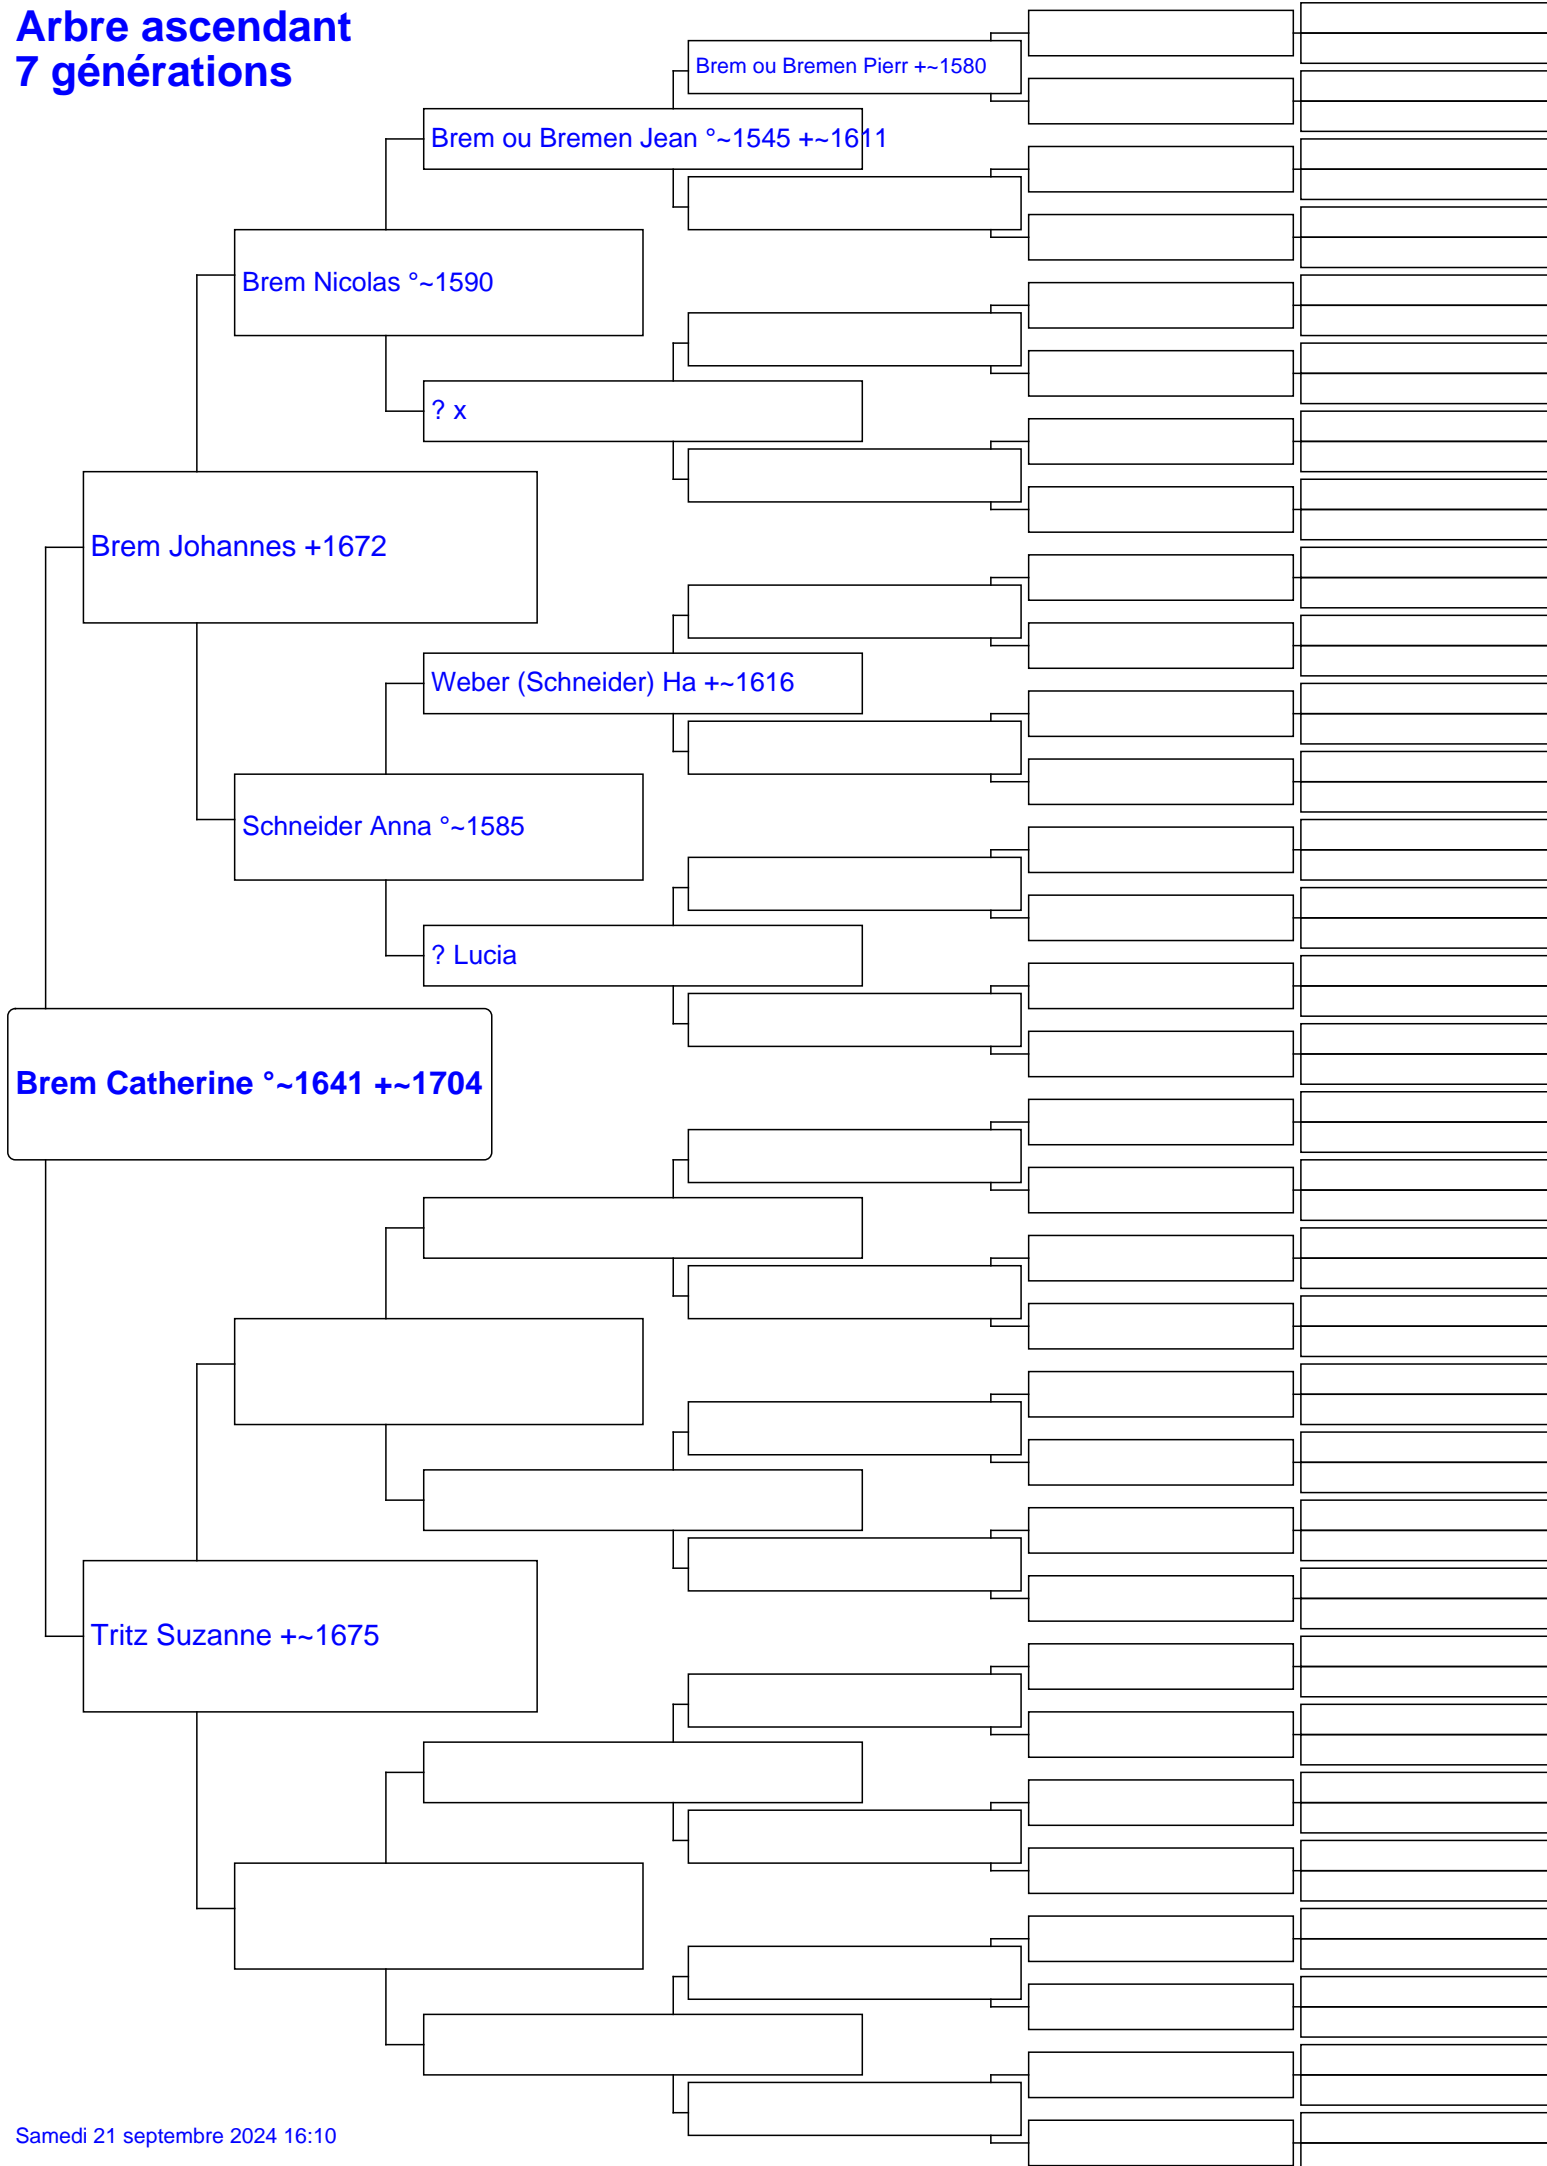 Arbre ascendant
7 générations
Brem ou Bremen Pierr +~1580
Brem ou Bremen Jean °~1545 +~1611
Brem Nicolas °~1590
? x
Brem Johannes +1672
Weber (Schneider) Ha +~1616
Schneider Anna °~1585
? Lucia
Brem Catherine °~1641 +~1704
Tritz Suzanne +~1675
Samedi 21 septembre 2024 16:10